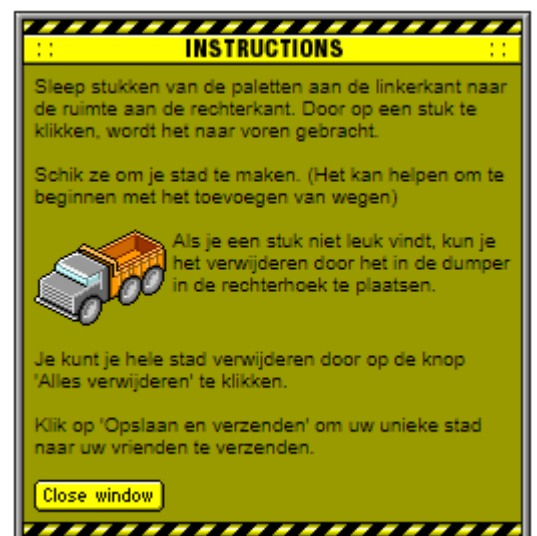 INSTRUCTIONS
Sleep stukken van de paletten aan de linkerkant naar
de ruimte aan de rechterkant. Door op een stuk te
klikken, wordt het naar voren gebracht.
Schik ze om je stad te maken. (Het kan helpen om te
beginnen met het toevoegen van wegen)
Als je een stuk niet leuk vindt, kun je
het verwijderen door het in de dumper
in de rechterhoek te plaatsen.
Je kunt je hele stad verwijderen door op de knop
'Alles verwijderen' te klikken.
Klik op 'Opslaan en verzenden' om uw unieke stad
naar uw vrienden te verzenden.
Close window